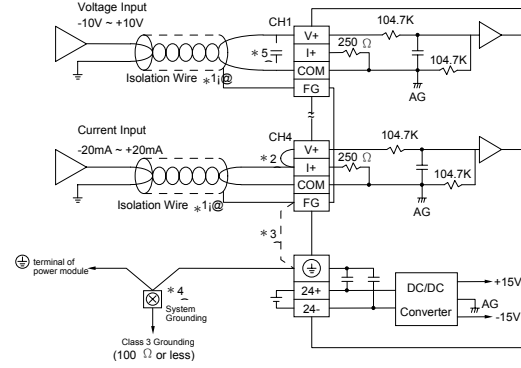 Voltage Input
-10V ~ +10V
CH1
V+
I+
COM
FG
250 Ω
104.7K
104.7K
AG
*5
Isolation Wire *1¡@
Current Input
-20mA ~ +20mA
CH4
V+
I+
COM
FG
*2
250 Ω
104.7K
104.7K
AG
Isolation Wire *1¡@
*3
terminal of
power module
*4
System
Grounding
Class 3 Grounding
(100 Ω or less)
24+
24-
DC/DC
Converter
+15V
AG
-15V